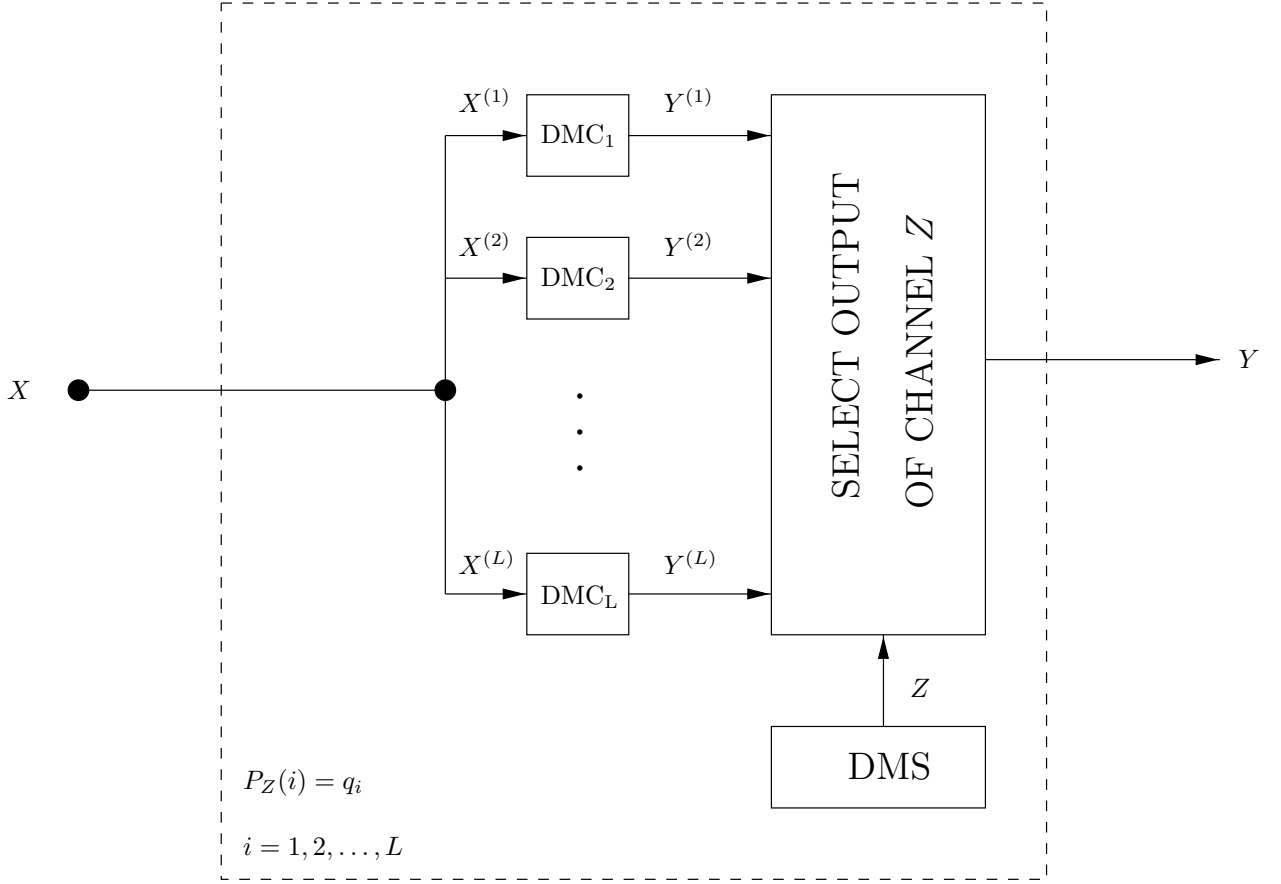 X^{(1)}
DMC_1
Y^{(1)}
X^{(2)}
DMC_2
Y^{(2)}
X
X^{(L)}
DMC_L
Y^{(L)}
SELECT OUTPUT
OF CHANNEL Z
Y
Z
DMS
P_Z(i) = q_i
i = 1, 2, . . . , L